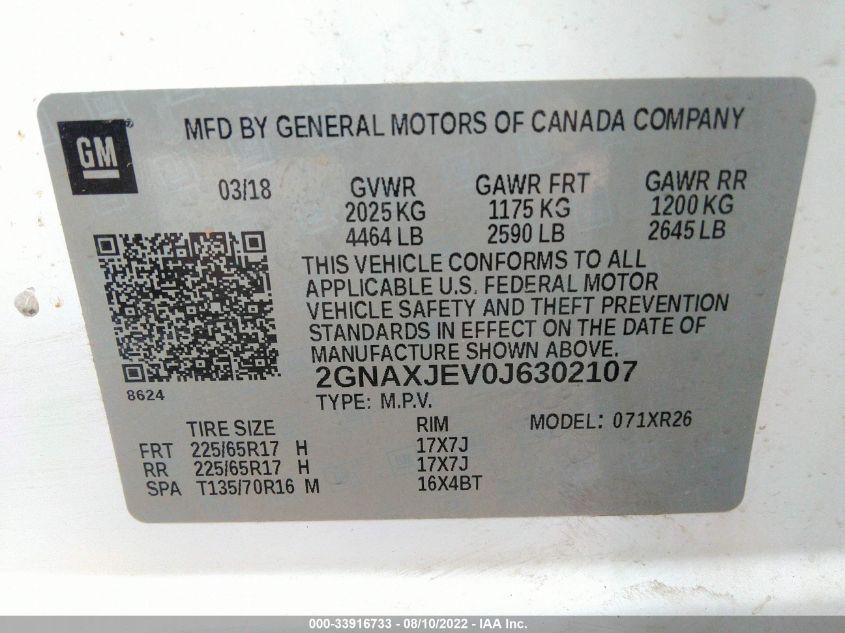 GM
MFD BY GENERAL MOTORS OF CANADA COMPANY
03/18 GVWR GAWR FRT GAWR RR
2025 KG 1175 KG 1200 KG
4464 LB 2590 LB 2645 LB
THIS VEHICLE CONFORMS TO ALL
APPLICABLE U.S. FEDERAL MOTOR
VEHICLE SAFETY AND THEFT PREVENTION
STANDARDS IN EFFECT ON THE DATE OF
MANUFACTURE SHOWN ABOVE.
8624
2GNAXJEV0J6302107
TYPE: M.P.V.
TIRE SIZE RIM MODEL: 071XR26
FRT 225/65R17 H 17X7J
RR 225/65R17 H 17X7J
SPA T135/70R16 M 16X4BT
000-33916733 - 08/10/2022 - IAA Inc.